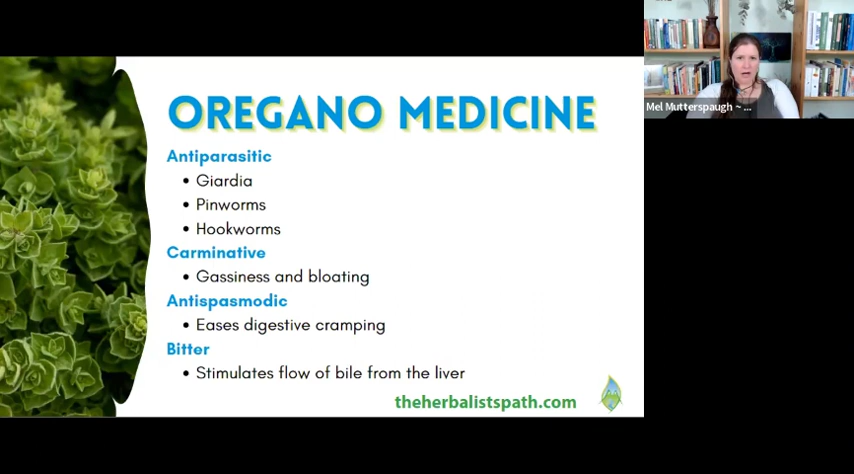 OREGANO MEDICINE
Antiparasitic
• Giardia
• Pinworms
• Hookworms
Carminative
• Gassiness and bloating
Antispasmodic
• Eases digestive cramping
Bitter
• Stimulates flow of bile from the liver
theherbalistspath.com
Mel Mutterspaugh ~ ...